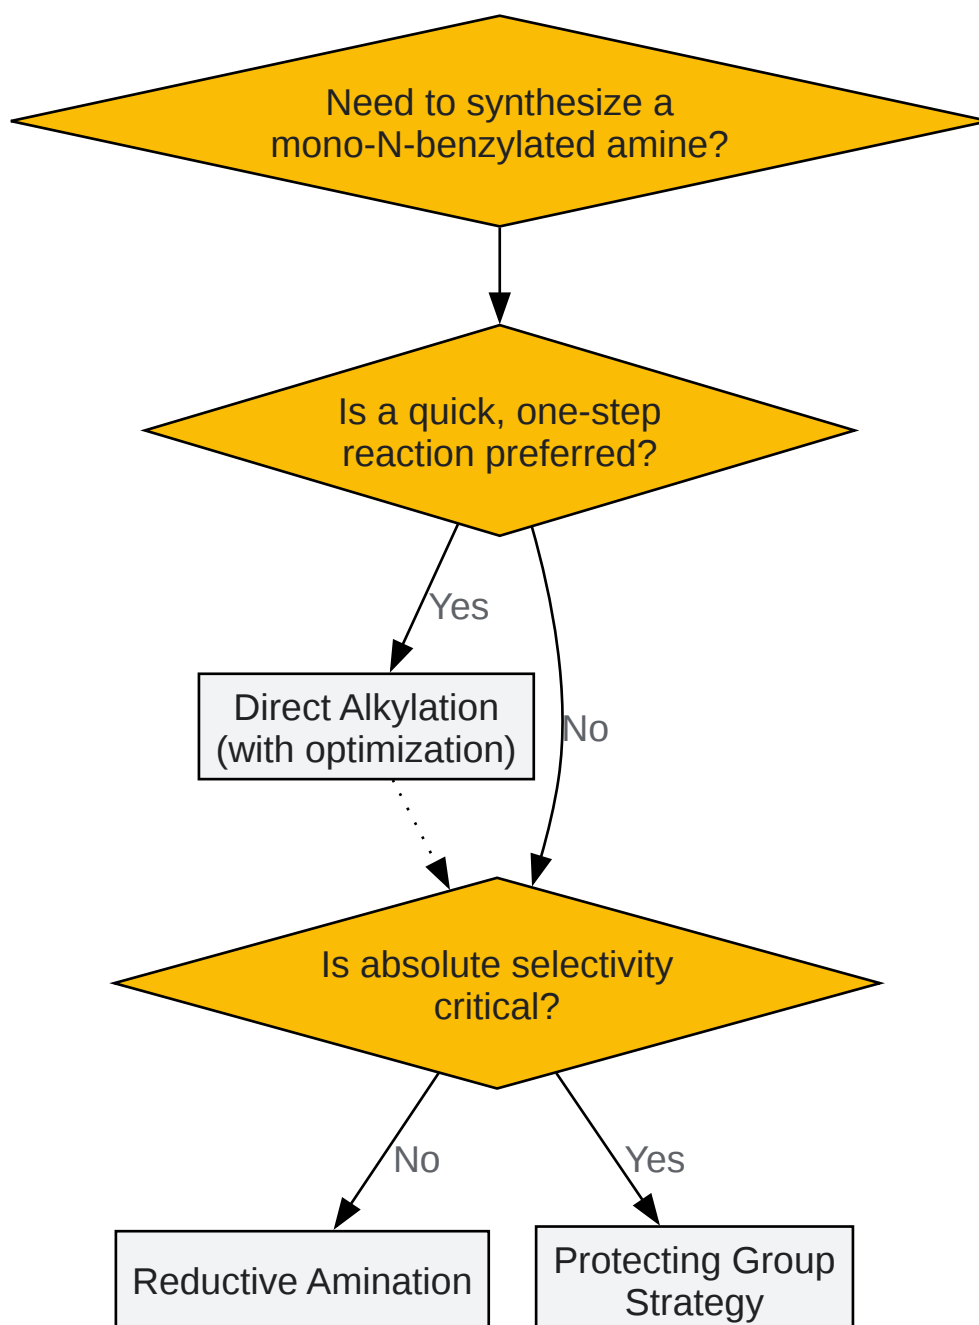 Need to synthesize a
mono-N-benzylated amine?
Is a quick, one-step
reaction preferred?
Yes
Direct Alkylation
(with optimization)
No
Is absolute selectivity
critical?
No
Yes
Reductive Amination
Protecting Group
Strategy